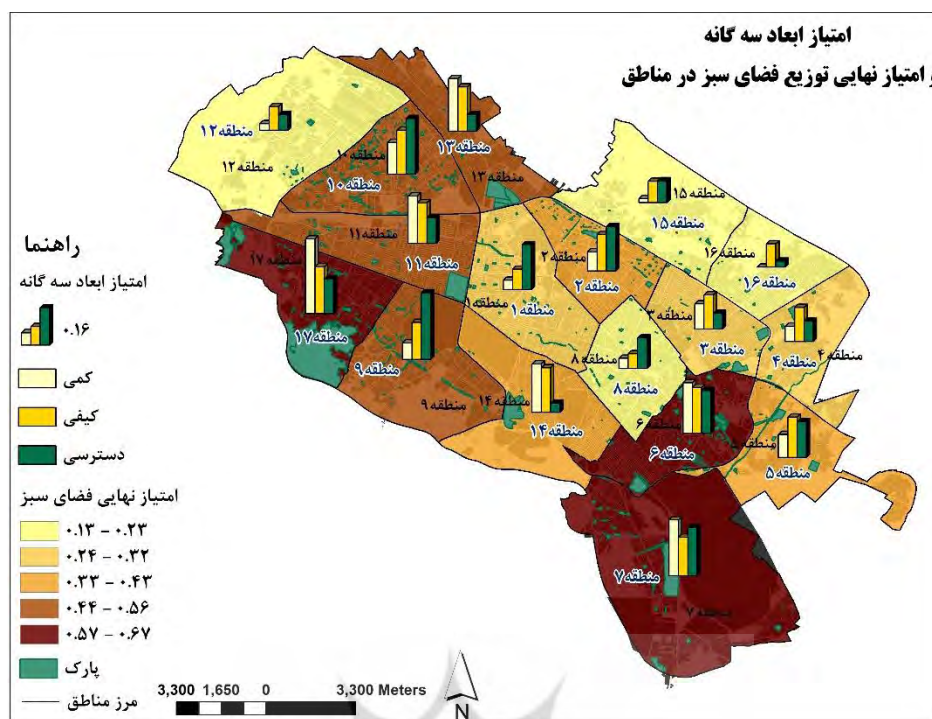 امتیاز ابعاد سه گانه
و امتیاز نهایی توزیع فضای سبز در مناطق
منطقه ۱۲
منطقه ۱۲
منطقه ۱۳
منطقه ۱۳
منطقه ۱۰
منطقه ۱۰
منطقه ۱۵
منطقه ۱۵
منطقه ۱۶
منطقه ۱۶
منطقه ۱۱
منطقه ۱۱
منطقه ۲
منطقه ۲
منطقه ۱۷
منطقه ۱۷
منطقه ۱
منطقه ۱
منطقه ۳
منطقه ۳
منطقه ۴
منطقه ۴
منطقه ۹
منطقه ۹
منطقه ۸
منطقه ۸
منطقه ۱۴
منطقه ۱۴
منطقه ۶
منطقه ۶
منطقه ۵
منطقه ۵
منطقه ۷
منطقه ۷
راهنما
امتیاز ابعاد سه گانه
۰.۱۶
کمی
کیفی
دسترسی
امتیاز نهایی فضای سبز
۰.۱۳ – ۰.۲۳
۰.۲۴ – ۰.۳۲
۰.۳۳ – ۰.۴۳
۰.۴۴ – ۰.۵۶
۰.۵۷ – ۰.۶۷
پارک
مرز مناطق
3,300 1,650 0 3,300 Meters
N